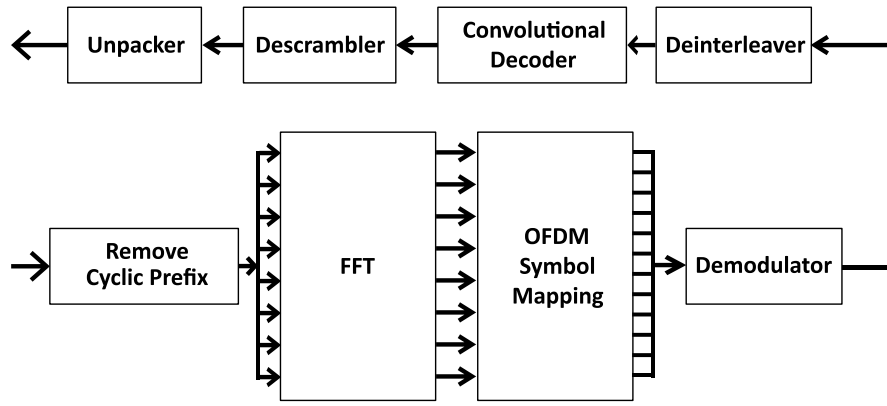 Unpacker
Descrambler
Convolutional
Decoder
Deinterleaver
Remove
Cyclic Prefix
FFT
OFDM
Symbol
Mapping
Demodulator